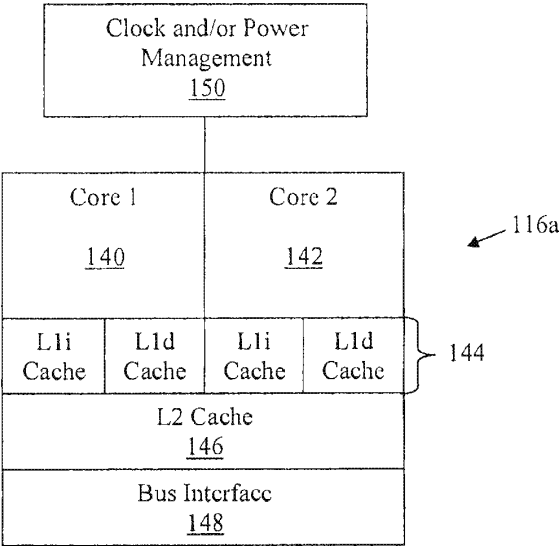 Clock and/or Power
Management
150
Core 1
Core 2
140
142
116a
L1i
Cache
L1d
Cache
L1i
Cache
L1d
Cache
144
L2 Cache
146
Bus Interface
148